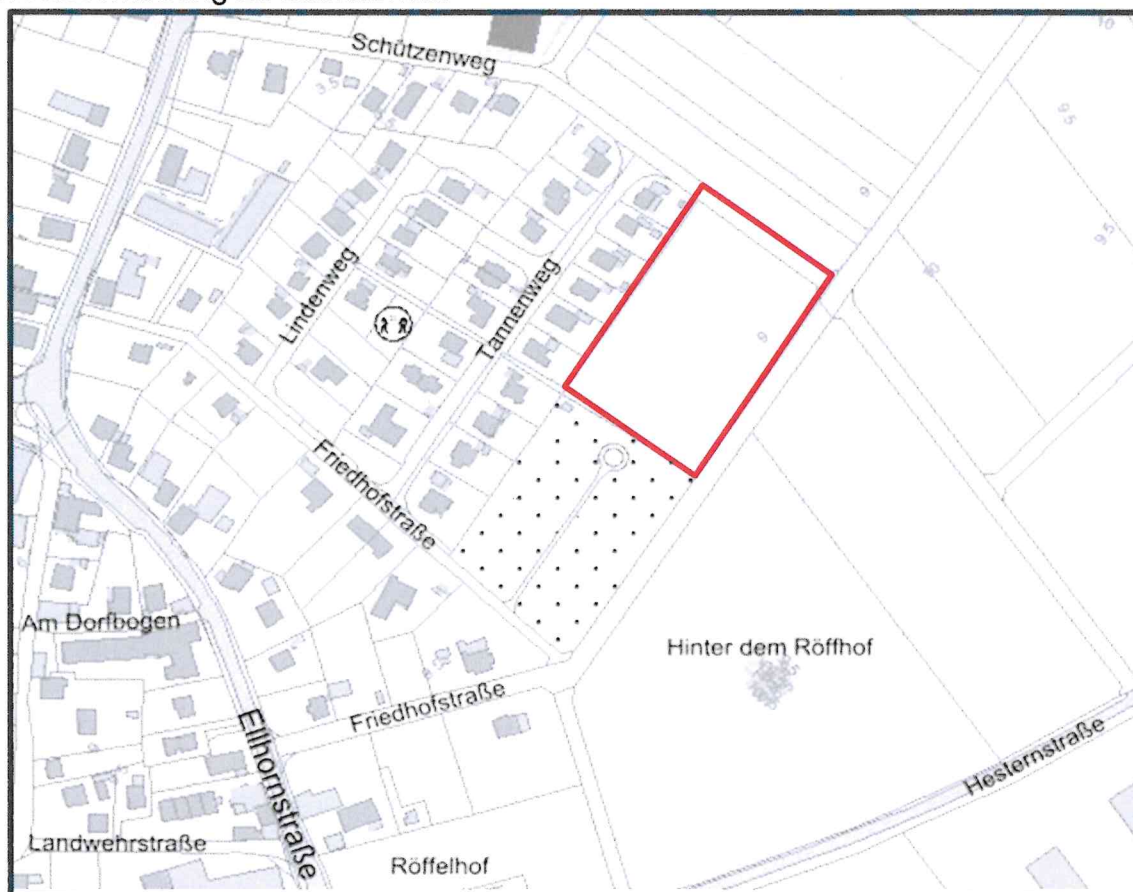 Schützenweg
Lindenweg
Tannenweg
Friedhofstraße
Am Dorfbogen
Hinter dem Röffhof
Friedhofstraße
Ellhornstraße
Hesternstraße
Landwehrstraße
Röffelhof